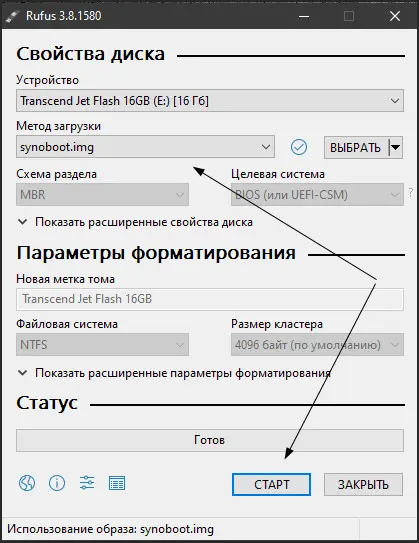 Rufus 3.8.1580
Свойства диска
Устройство
Transcend Jet Flash 16GB (E:) [16 Гб]
Метод загрузки
synoboot.img
ВЫБРАТЬ
Схема раздела
Целевая система
MBR
BIOS (или UEFI-CSM)
?
Показать расширенные свойства диска
Параметры форматирования
Новая метка тома
Transcend Jet Flash 16GB
Файловая система
Размер кластера
NTFS
4096 байт (по умолчанию)
Показать расширенные параметры форматирования
Статус
Готов
СТАРТ
ЗАКРЫТЬ
Использование образа: synoboot.img